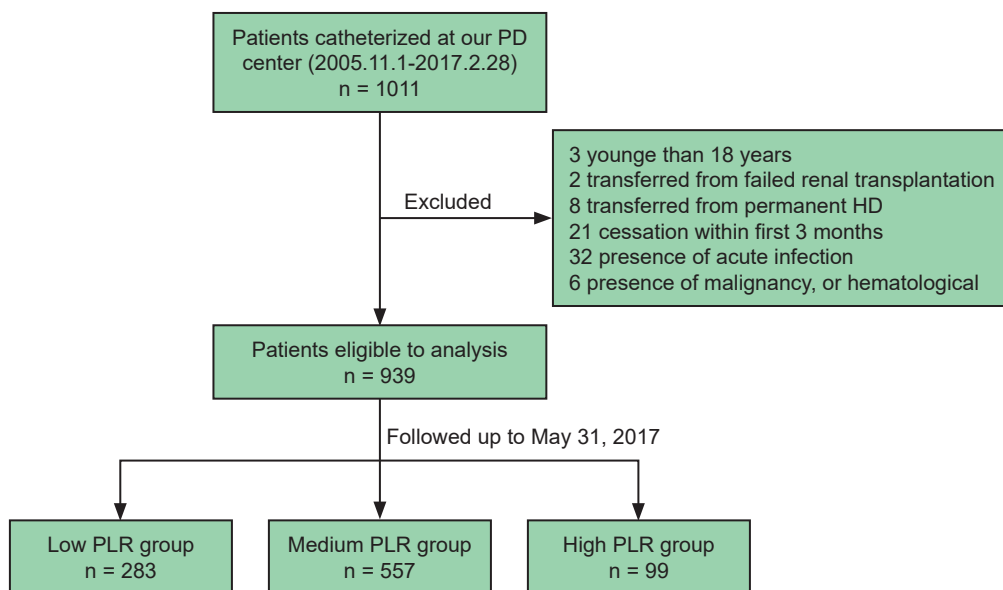 Patients catheterized at our PD
center (2005.11.1-2017.2.28)
n = 1011
Excluded
3 younge than 18 years
2 transferred from failed renal transplantation
8 transferred from permanent HD
21 cessation within first 3 months
32 presence of acute infection
6 presence of malignancy, or hematological
Patients eligible to analysis
n = 939
Followed up to May 31, 2017
Low PLR group
n = 283
Medium PLR group
n = 557
High PLR group
n = 99